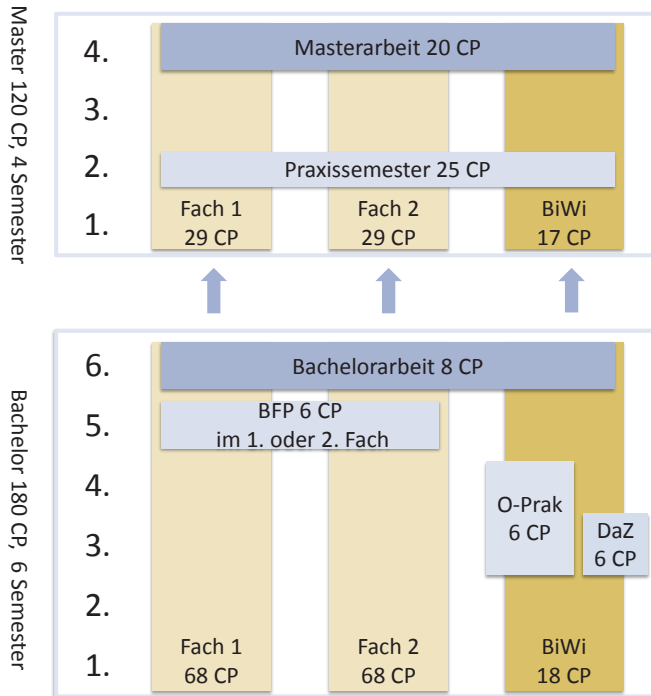 Master 120 CP, 4 Semester
4.
Masterarbeit 20 CP
3.
2.
Praxissemester 25 CP
1.
Fach 1
29 CP
Fach 2
29 CP
BiWi
17 CP
Bachelor 180 CP, 6 Semester
6.
Bachelorarbeit 8 CP
5.
BFP 6 CP
im 1. oder 2. Fach
4.
O-Prak
6 CP
3.
DaZ
6 CP
2.
1.
Fach 1
68 CP
Fach 2
68 CP
BiWi
18 CP